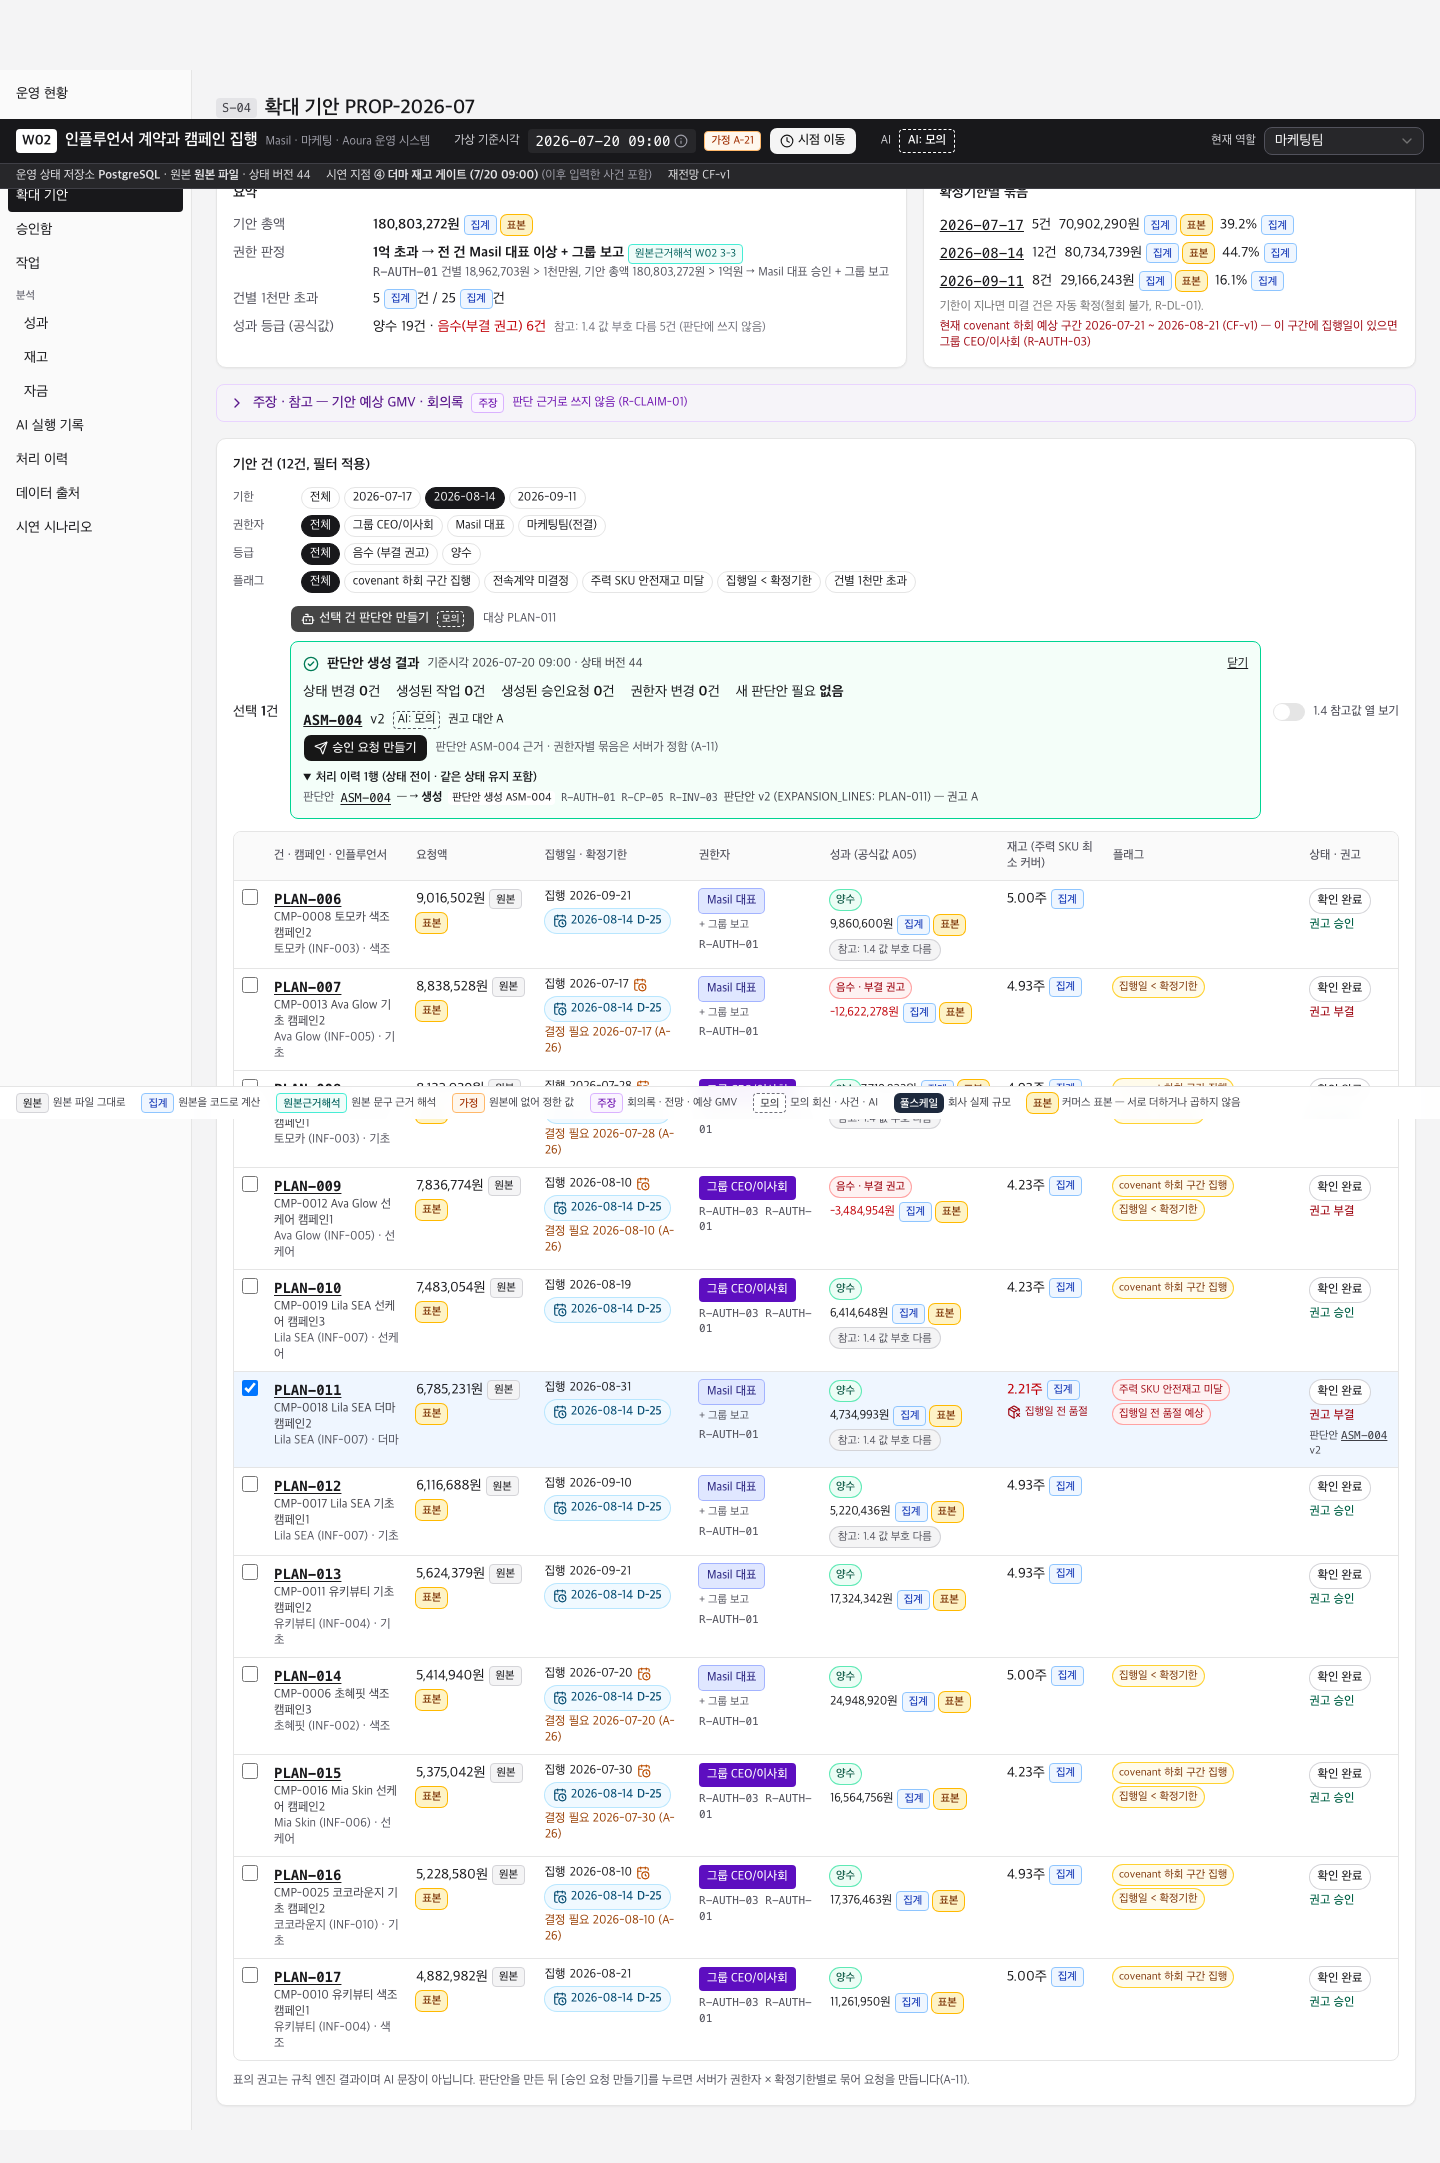 운영 현황
S-04 확대 기안 PROP-2026-07
W02 인플루언서 계약과 캠페인 집행 Masil · 마케팅 · Aoura 운영 시스템 가상 기준시각 2026-07-20 09:00 가정 A-21 시점 이동 AI AI: 모의 현재 역할 마케팅팀
운영 상태 저장소 PostgreSQL · 원본 원본 파일 · 상태 버전 44 시연 지점 ④ 더마 재고 게이트 (7/20 09:00) (이후 입력한 사건 포함) 재전망 CF-v1
확대 기안
승인함
작업
분석
성과
재고
자금
AI 실행 기록
처리 이력
데이터 출처
시연 시나리오
요약
기안 총액 180,803,272원 집계 표본
권한 판정 1억 초과 → 전 건 Masil 대표 이상 + 그룹 보고 원본근거해석 W02 3-3
R-AUTH-01 건별 18,962,703원 > 1천만원, 기안 총액 180,803,272원 > 1억원 → Masil 대표 승인 + 그룹 보고
건별 1천만 초과 5 집계 건 / 25 집계 건
성과 등급 (공식값) 양수 19건 · 음수(부결 권고) 6건 참고: 1.4 값 부호 다름 5건 (판단에 쓰지 않음)
확정기한별 묶음
2026-07-17 5건 70,902,290원 집계 표본 39.2% 집계
2026-08-14 12건 80,734,739원 집계 표본 44.7% 집계
2026-09-11 8건 29,166,243원 집계 표본 16.1% 집계
기한이 지나면 미결 건은 자동 확정(철회 불가, R-DL-01).
현재 covenant 하회 예상 구간 2026-07-21 ~ 2026-08-21 (CF-v1) — 이 구간에 집행일이 있으면
그룹 CEO/이사회 (R-AUTH-03)
주장 · 참고 — 기안 예상 GMV · 회의록 주장 판단 근거로 쓰지 않음 (R-CLAIM-01)
기안 건 (12건, 필터 적용)
기한 전체 2026-07-17 2026-08-14 2026-09-11
권한자 전체 그룹 CEO/이사회 Masil 대표 마케팅팀(전결)
등급 전체 음수 (부결 권고) 양수
플래그 전체 covenant 하회 구간 집행 전속계약 미결정 주력 SKU 안전재고 미달 집행일 < 확정기한 건별 1천만 초과
선택 건 판단안 만들기 모의 대상 PLAN-011
판단안 생성 결과 기준시각 2026-07-20 09:00 · 상태 버전 44 닫기
상태 변경 0건 생성된 작업 0건 생성된 승인요청 0건 권한자 변경 0건 새 판단안 필요 없음
선택 1건 ASM-004 v2 AI: 모의 권고 대안 A 1.4 참고값 열 보기
승인 요청 만들기 판단안 ASM-004 근거 · 권한자별 묶음은 서버가 정함 (A-11)
▼ 처리 이력 1행 (상태 전이 · 같은 상태 유지 포함)
판단안 ASM-004 — → 생성 판단안 생성 ASM-004 R-AUTH-01 R-CP-05 R-INV-03 판단안 v2 (EXPANSION_LINES: PLAN-011) — 권고 A
건 · 캠페인 · 인플루언서 요청액 집행일 · 확정기한 권한자 성과 (공식값 A05) 재고 (주력 SKU 최
소 커버) 플래그 상태 · 권고
PLAN-006 9,016,502원 원본 집행 2026-09-21 Masil 대표 양수 5.00주 집계 확인 완료
CMP-0008 토모카 색조 표본 2026-08-14 D-25 + 그룹 보고 9,860,600원 집계 표본 권고 승인
캠페인2
토모카 (INF-003) · 색조 R-AUTH-01 참고: 1.4 값 부호 다름
PLAN-007 8,838,528원 원본 집행 2026-07-17 Masil 대표 음수 · 부결 권고 4.93주 집계 집행일 < 확정기한 확인 완료
CMP-0013 Ava Glow 기 표본 2026-08-14 D-25 + 그룹 보고 -12,622,278원 집계 표본 권고 부결
초 캠페인2
Ava Glow (INF-005) · 기 결정 필요 2026-07-17 (A- R-AUTH-01
초 26)
원본 원본 파일 그대로 집계 원본을 코드로 계산 원본근거해석 원본 문구 근거 해석 가정 원본에 없어 정한 값 주장 회의록 · 전망 · 예상 GMV 모의 모의 회신 · 사건 · AI 풀스케일 회사 실제 규모 표본 커머스 표본 — 서로 더하거나 곱하지 않음
캠페인1
토모카 (INF-003) · 기초 결정 필요 2026-07-28 (A- 01
26)
PLAN-009 7,836,774원 원본 집행 2026-08-10 그룹 CEO/이사회 음수 · 부결 권고 4.23주 집계 covenant 하회 구간 집행 확인 완료
CMP-0012 Ava Glow 선 표본 2026-08-14 D-25 R-AUTH-03 R-AUTH- -3,484,954원 집계 표본 집행일 < 확정기한 권고 부결
케어 캠페인1 01
Ava Glow (INF-005) · 선 결정 필요 2026-08-10 (A-
케어 26)
PLAN-010 7,483,054원 원본 집행 2026-08-19 그룹 CEO/이사회 양수 4.23주 집계 covenant 하회 구간 집행 확인 완료
CMP-0019 Lila SEA 선케 표본 2026-08-14 D-25 R-AUTH-03 R-AUTH- 6,414,648원 집계 표본 권고 승인
어 캠페인3 01
Lila SEA (INF-007) · 선케 참고: 1.4 값 부호 다름
어
PLAN-011 6,785,231원 원본 집행 2026-08-31 Masil 대표 양수 2.21주 집계 주력 SKU 안전재고 미달 확인 완료
CMP-0018 Lila SEA 더마 표본 2026-08-14 D-25 + 그룹 보고 4,734,993원 집계 표본 집행일 전 품절 집행일 전 품절 예상 권고 부결
캠페인2
Lila SEA (INF-007) · 더마 R-AUTH-01 참고: 1.4 값 부호 다름 판단안 ASM-004
v2
PLAN-012 6,116,688원 원본 집행 2026-09-10 Masil 대표 양수 4.93주 집계 확인 완료
CMP-0017 Lila SEA 기초 표본 2026-08-14 D-25 + 그룹 보고 5,220,436원 집계 표본 권고 승인
캠페인1
Lila SEA (INF-007) · 기초 R-AUTH-01 참고: 1.4 값 부호 다름
PLAN-013 5,624,379원 원본 집행 2026-09-21 Masil 대표 양수 4.93주 집계 확인 완료
CMP-0011 유키뷰티 기초 표본 2026-08-14 D-25 + 그룹 보고 17,324,342원 집계 표본 권고 승인
캠페인2
유키뷰티 (INF-004) · 기 R-AUTH-01
초
PLAN-014 5,414,940원 원본 집행 2026-07-20 Masil 대표 양수 5.00주 집계 집행일 < 확정기한 확인 완료
CMP-0006 초혜핏 색조 표본 2026-08-14 D-25 + 그룹 보고 24,948,920원 집계 표본 권고 승인
캠페인3
초혜핏 (INF-002) · 색조 결정 필요 2026-07-20 (A- R-AUTH-01
26)
PLAN-015 5,375,042원 원본 집행 2026-07-30 그룹 CEO/이사회 양수 4.23주 집계 covenant 하회 구간 집행 확인 완료
CMP-0016 Mia Skin 선케 표본 2026-08-14 D-25 R-AUTH-03 R-AUTH- 16,564,756원 집계 표본 집행일 < 확정기한 권고 승인
어 캠페인2 01
Mia Skin (INF-006) · 선 결정 필요 2026-07-30 (A-
케어 26)
PLAN-016 5,228,580원 원본 집행 2026-08-10 그룹 CEO/이사회 양수 4.93주 집계 covenant 하회 구간 집행 확인 완료
CMP-0025 코코라운지 기 표본 2026-08-14 D-25 R-AUTH-03 R-AUTH- 17,376,463원 집계 표본 집행일 < 확정기한 권고 승인
초 캠페인2 01
코코라운지 (INF-010) · 기 결정 필요 2026-08-10 (A-
초 26)
PLAN-017 4,882,982원 원본 집행 2026-08-21 그룹 CEO/이사회 양수 5.00주 집계 covenant 하회 구간 집행 확인 완료
CMP-0010 유키뷰티 색조 표본 2026-08-14 D-25 R-AUTH-03 R-AUTH- 11,261,950원 집계 표본 권고 승인
캠페인1 01
유키뷰티 (INF-004) · 색
조
표의 권고는 규칙 엔진 결과이며 AI 문장이 아닙니다. 판단안을 만든 뒤 [승인 요청 만들기]를 누르면 서버가 권한자 × 확정기한별로 묶어 요청을 만듭니다(A-11).